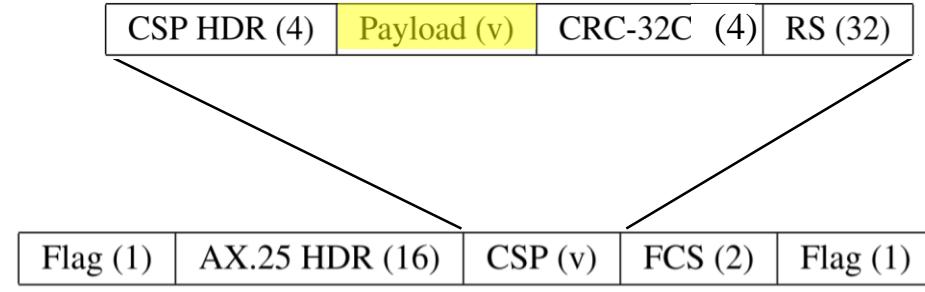 CSP HDR (4) Payload (v) CRC-32C (4) RS (32)
Flag (1) AX.25 HDR (16) CSP (v) FCS (2) Flag (1)